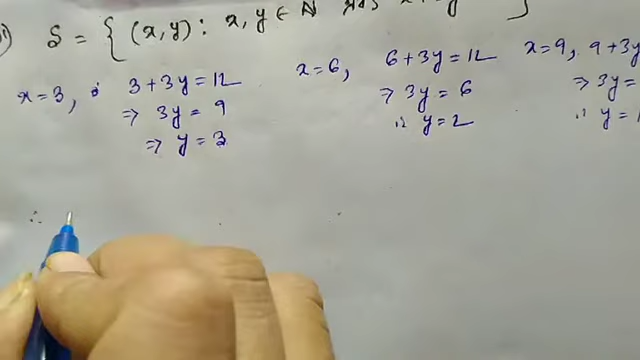 S = { (x,y) : x, y ∈ ℕ
x=3, 3 + 3y = 12
⇒ 3y = 9
⇒ y = 3
x=6, 6 + 3y = 12
⇒ 3y = 6
∴ y = 2
x=9, 9 + 3y
⇒ 3y =
∴ y =
∴